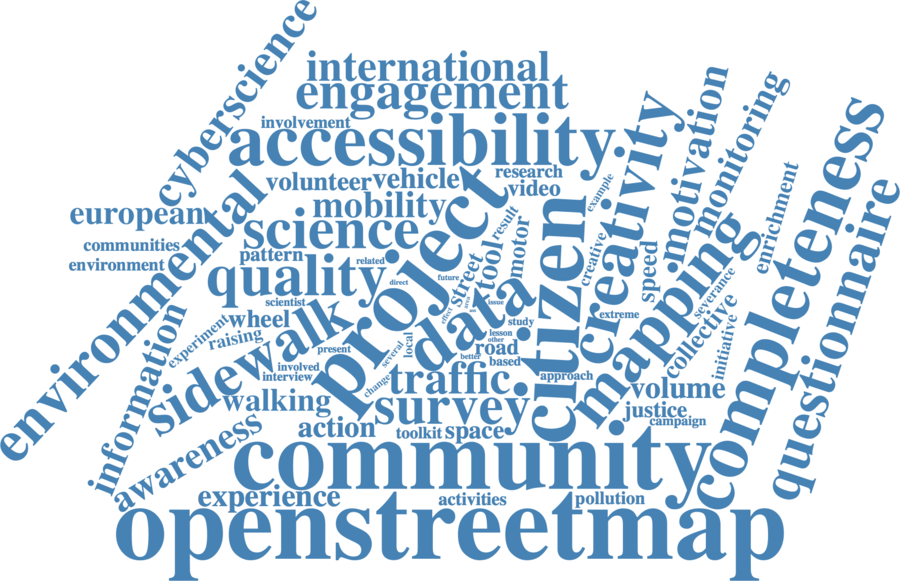 cyberscience
international
engagement
involvement
accessibility
research
video
volunteer
vehicle
mobility
european
science
communities
environment
pattern
related
quality
environmental
project
result
tool
motor
street
direct
future
area
issue
effect
data
citizen
example
creative
creativity
speed
motivation
monitoring
enrichment
mapping
severance
collective
initiative
completeness
questionnaire
scientist
wheel
experiment
raising
information
sidewalk
present
several
local
change
involved
interview
study
lesson
other
road
better
based
extreme
approach
traffic
volume
justice
campaign
walking
survey
awareness
action
toolkit
space
community
experience
activities
pollution
openstreetmap